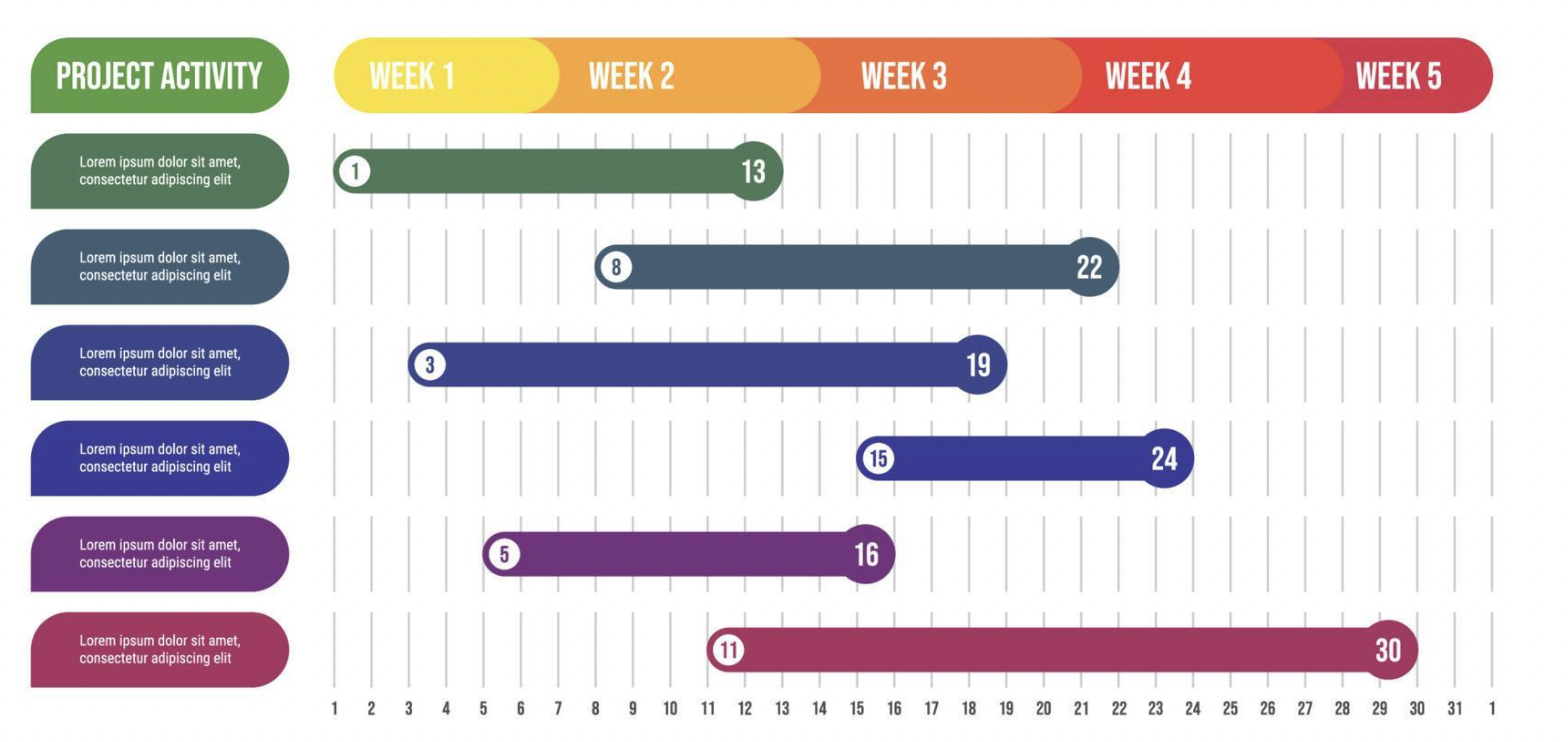 PROJECT ACTIVITY
WEEK 1 WEEK 2 WEEK 3 WEEK 4 WEEK 5
Lorem ipsum dolor sit amet,
consectetur adipiscing elit
1 13
Lorem ipsum dolor sit amet,
consectetur adipiscing elit
8 22
Lorem ipsum dolor sit amet,
consectetur adipiscing elit
3 19
Lorem ipsum dolor sit amet,
consectetur adipiscing elit
15 24
Lorem ipsum dolor sit amet,
consectetur adipiscing elit
5 16
Lorem ipsum dolor sit amet,
consectetur adipiscing elit
11 30
1 2 3 4 5 6 7 8 9 10 11 12 13 14 15 16 17 18 19 20 21 22 23 24 25 26 27 28 29 30 31 1